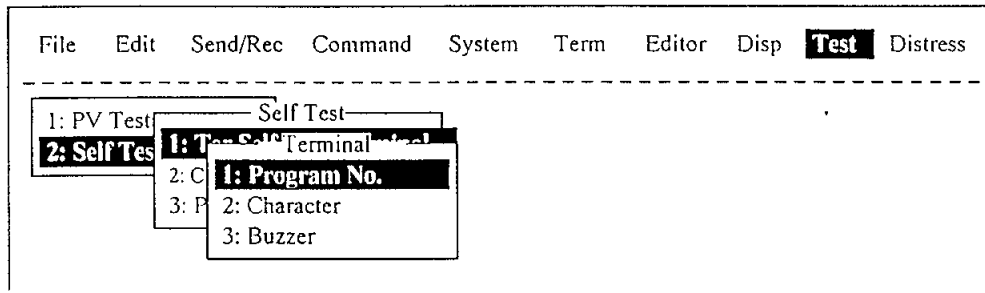 File Edit Send/Rec Command System Term Editor Disp Test Distress
1: PV Test
2: Self Tes
Self Test
1:
2: C
3: P
Terminal
1: Program No.
2: Character
3: Buzzer